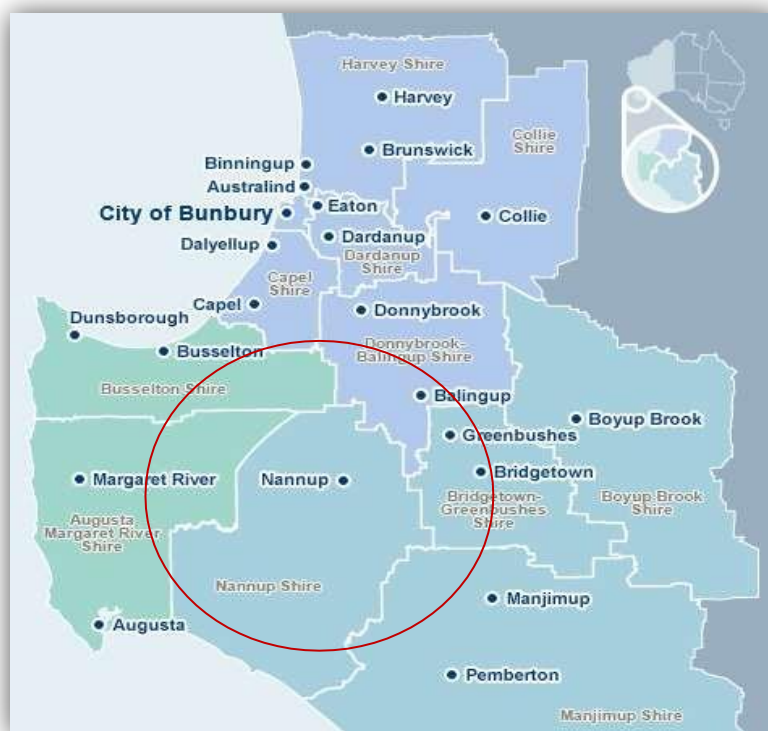 Harvey Shire
Harvey
Collie
Shire
Brunswick
Binningup
Australind
Eaton
City of Bunbury
Collie
Dardanup
Dalyellup
Dardanup
Shire
Capel
Shire
Capel
Donnybrook
Dunsborough
Donnybrook-
Balingup Shire
Busselton
Busselton Shire
Balingup
Boyup Brook
Greenbushes
Margaret River
Nannup
Bridgetown
Bridgetown-
Greenbushes
Shire
Boyup Brook
Shire
Augusta
Margaret River
Shire
Nannup Shire
Manjimup
Augusta
Pemberton
Manjimup Shire